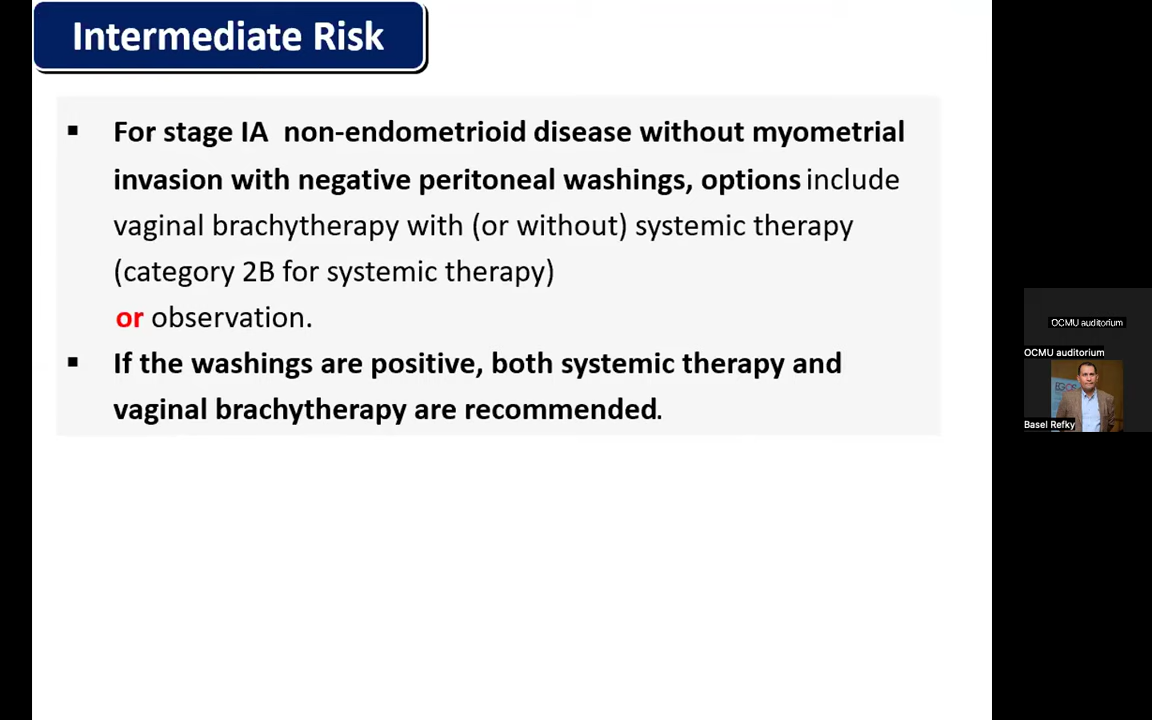 Intermediate Risk
▪ For stage IA non-endometrioid disease without myometrial
invasion with negative peritoneal washings, options include
vaginal brachytherapy with (or without) systemic therapy
(category 2B for systemic therapy)
or observation.
▪ If the washings are positive, both systemic therapy and
vaginal brachytherapy are recommended.
OCMU auditorium
OCMU auditorium
EGOS
Basel Refky